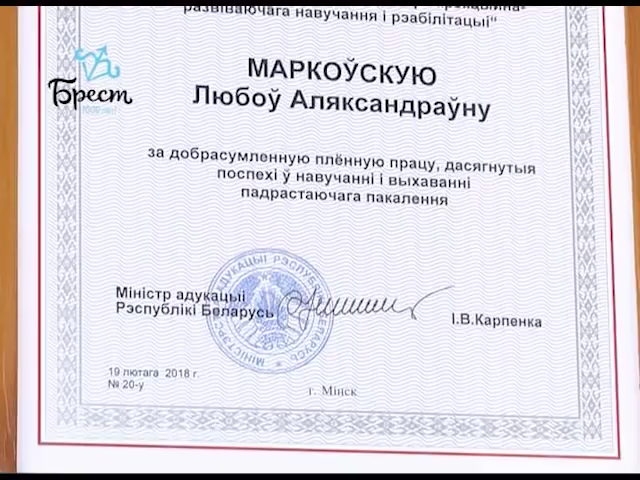 развіваючага навучання і рэабілітацыі"
МАРКОЎСКУЮ
Любоў Аляксандраўну
Брест
за добрасумленную плённую працу, дасягнутыя
поспехі ў навучанні і выхаванні
падрастаючага пакалення
Міністр адукацыі
Рэспублікі Беларусь
І.В.Карпенка
19 лютага 2018 г.
№ 20-у
г. Мінск